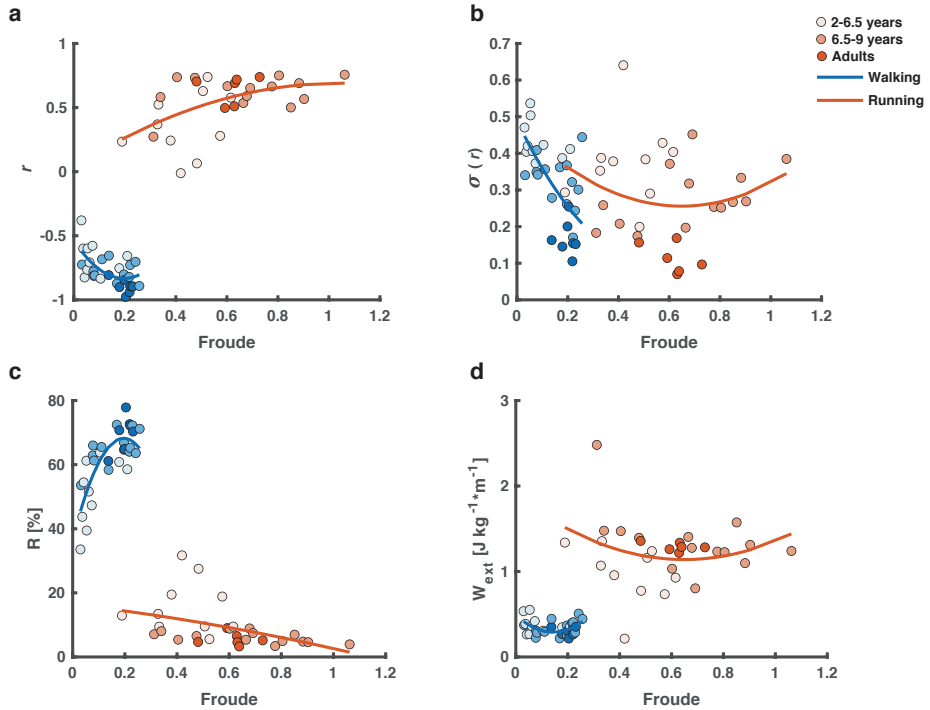 a
1
0.5
0
-0.5
-1
r
0 0.2 0.4 0.6 0.8 1 1.2
Froude
b
0.7
0.6
0.5
0.4
0.3
0.2
0.1
0
σ (r)
0 0.2 0.4 0.6 0.8 1 1.2
Froude
2-6.5 years
6.5-9 years
Adults
Walking
Running
c
80
60
40
20
0
R [%]
0 0.2 0.4 0.6 0.8 1 1.2
Froude
d
3
2
1
0
W_ext [J kg⁻¹*m⁻¹]
0 0.2 0.4 0.6 0.8 1 1.2
Froude